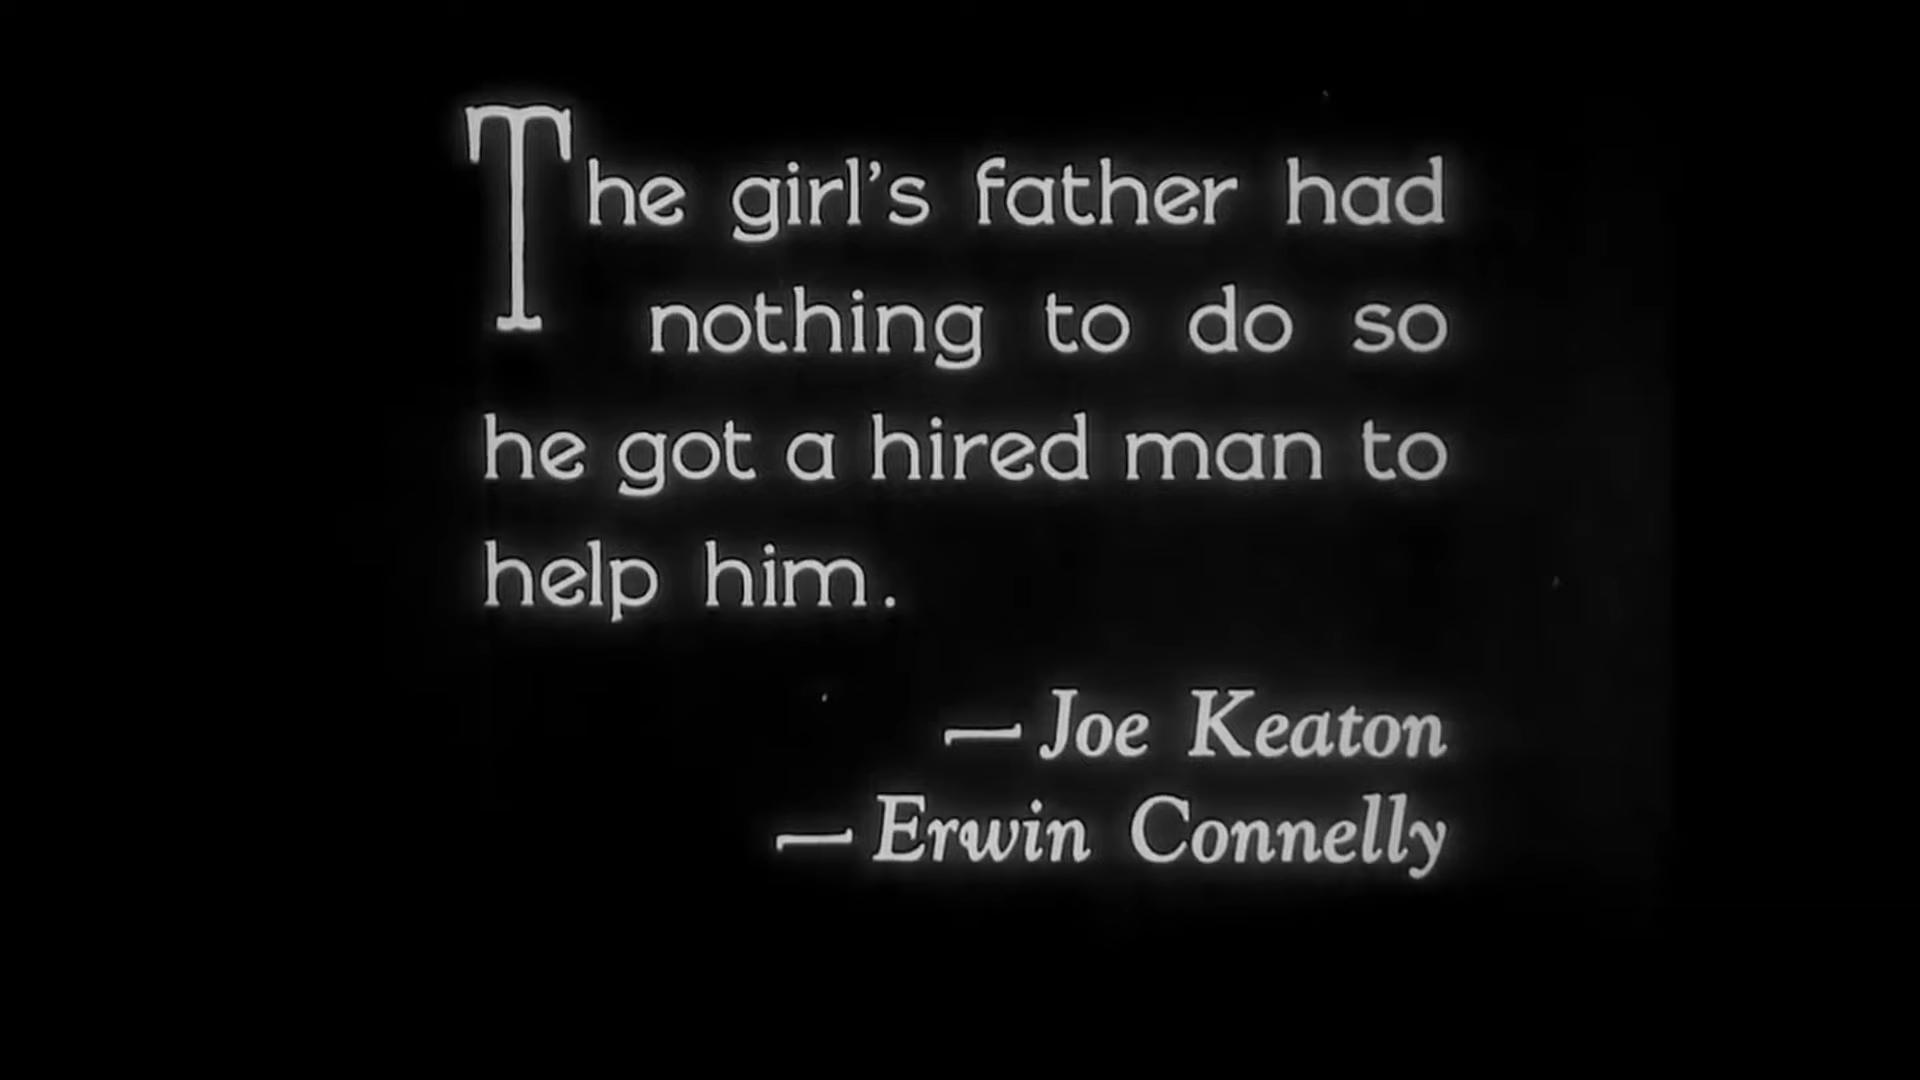 The girl's father had
nothing to do so
he got a hired man to
help him.
— Joe Keaton
— Erwin Connelly